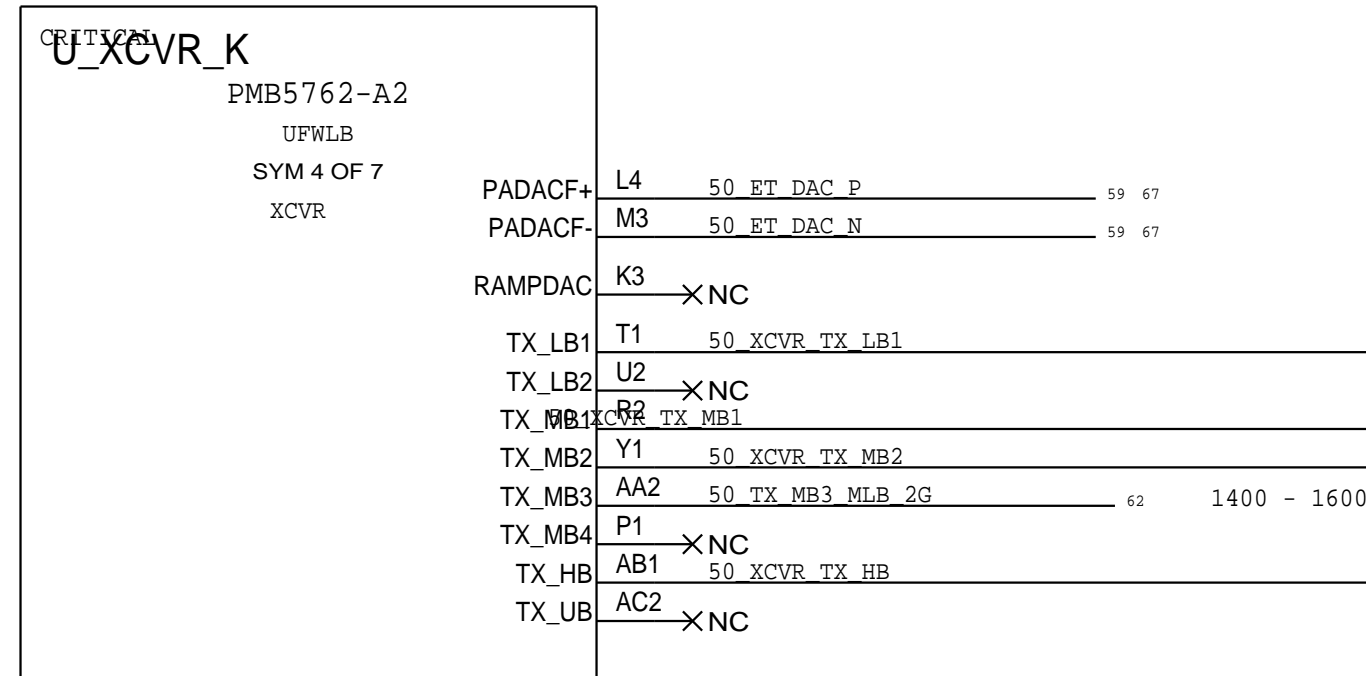 CRITICAL
U_XCVR_K
PMB5762-A2
UFWLB
SYM 4 OF 7
XCVR
PADACF+ L4 50_ET_DAC_P 59 67
PADACF- M3 50_ET_DAC_N 59 67
RAMPDAC K3 NC
TX_LB1 T1 50_XCVR_TX_LB1
TX_LB2 U2 NC
TX_MB1 R2 50_XCVR_TX_MB1
TX_MB2 Y1 50_XCVR_TX_MB2
TX_MB3 AA2 50_TX_MB3_MLB_2G 62 1400 - 1600
TX_MB4 P1 NC
TX_HB AB1 50_XCVR_TX_HB
TX_UB AC2 NC